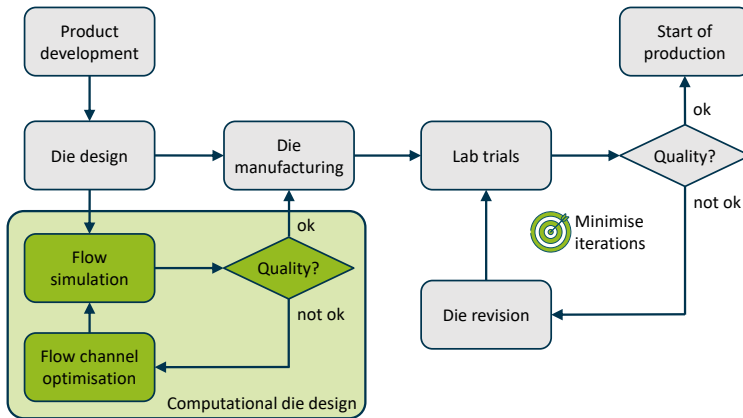 Product
development
Start of
production
ok
Die design
Die
manufacturing
Lab trials
Quality?
not ok
ok
Minimise
iterations
Flow
simulation
Quality?
not ok
Die revision
Flow channel
optimisation
Computational die design